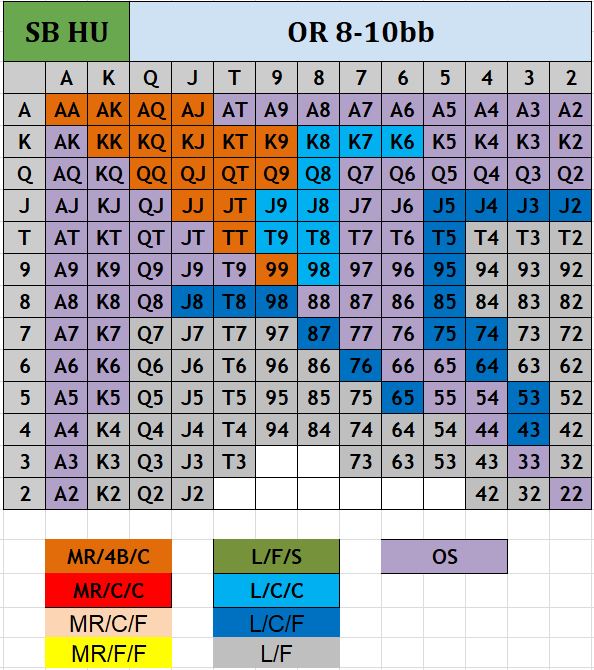 SB HU OR 8-10bb
A K Q J T 9 8 7 6 5 4 3 2
A AA AK AQ AJ AT A9 A8 A7 A6 A5 A4 A3 A2
K AK KK KQ KJ KT K9 K8 K7 K6 K5 K4 K3 K2
Q AQ KQ QQ QJ QT Q9 Q8 Q7 Q6 Q5 Q4 Q3 Q2
J AJ KJ QJ JJ JT J9 J8 J7 J6 J5 J4 J3 J2
T AT KT QT JT TT T9 T8 T7 T6 T5 T4 T3 T2
9 A9 K9 Q9 J9 T9 99 98 97 96 95 94 93 92
8 A8 K8 Q8 J8 T8 98 88 87 86 85 84 83 82
7 A7 K7 Q7 J7 T7 97 87 77 76 75 74 73 72
6 A6 K6 Q6 J6 T6 96 86 76 66 65 64 63 62
5 A5 K5 Q5 J5 T5 95 85 75 65 55 54 53 52
4 A4 K4 Q4 J4 T4 94 84 74 64 54 44 43 42
3 A3 K3 Q3 J3 T3 73 63 53 43 33 32
2 A2 K2 Q2 J2 42 32 22
MR/4B/C L/F/S OS
MR/C/C L/C/C
MR/C/F L/C/F
MR/F/F L/F